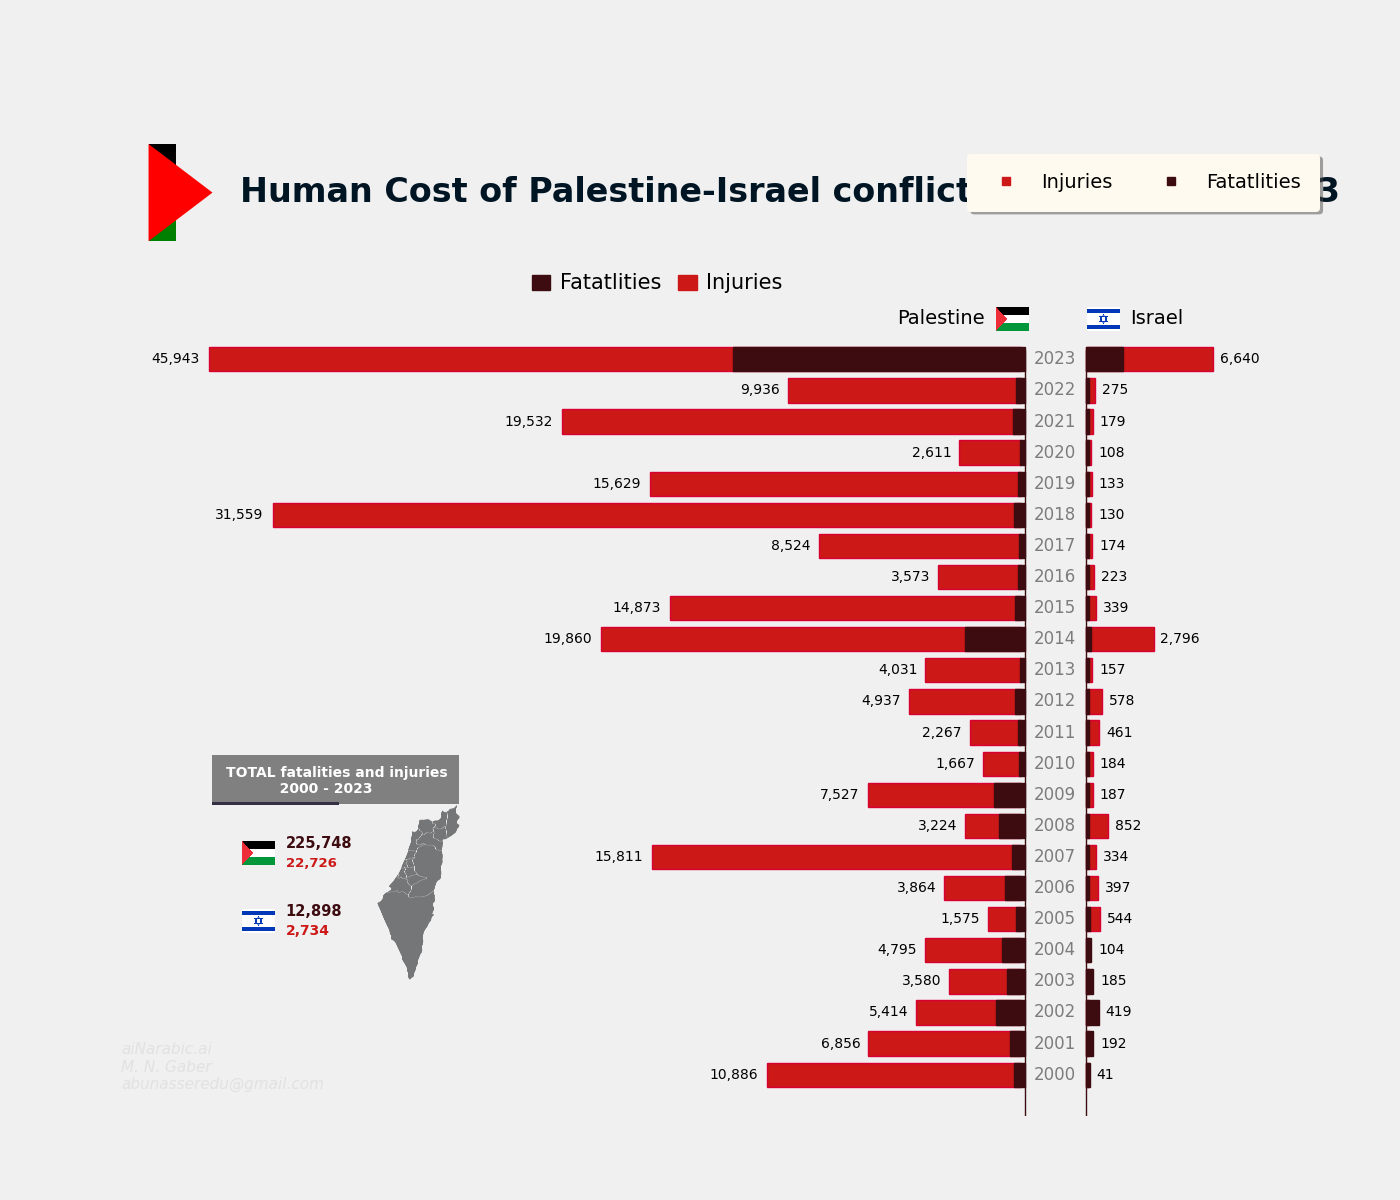 Human Cost of Palestine-Israel conflict 3
Injuries Fatatlities
Fatatlities Injuries
Palestine Israel
45,943 2023 6,640
9,936 2022 275
19,532 2021 179
2,611 2020 108
15,629 2019 133
31,559 2018 130
8,524 2017 174
3,573 2016 223
14,873 2015 339
19,860 2014 2,796
4,031 2013 157
4,937 2012 578
2,267 2011 461
1,667 2010 184
7,527 2009 187
3,224 2008 852
15,811 2007 334
3,864 2006 397
1,575 2005 544
4,795 2004 104
3,580 2003 185
5,414 2002 419
6,856 2001 192
10,886 2000 41
TOTAL fatalities and injuries
2000 - 2023
225,748
22,726
12,898
2,734
aiNarabic.ai
M. N. Gaber
abunasseredu@gmail.com